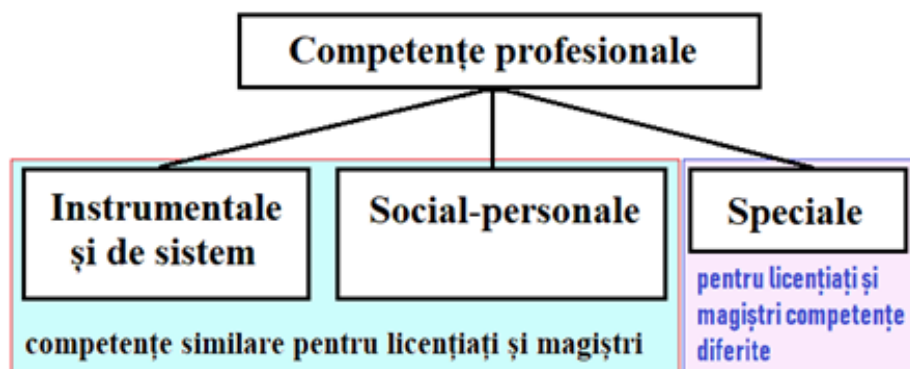 Competențe profesionale
Instrumentale
și de sistem
Social-personale
Speciale
competențe similare pentru licențiați și magiștri
pentru licențiați și
magiștri competențe
diferite